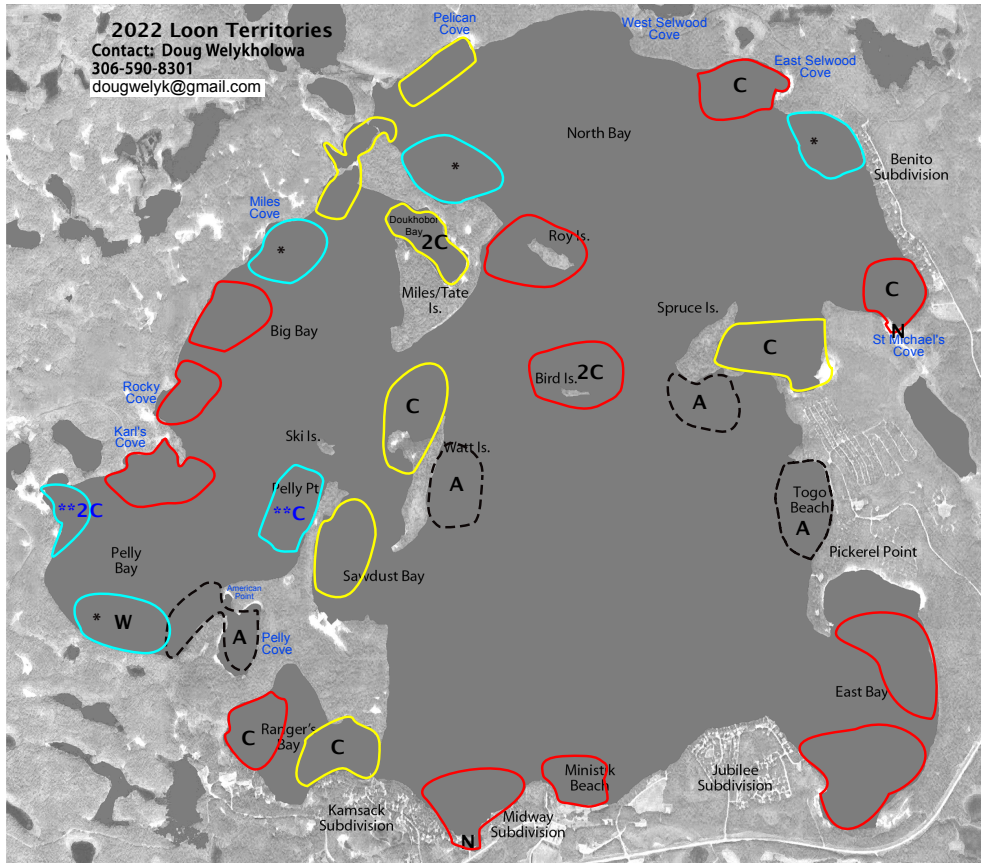 2022 Loon Territories
Contact: Doug Welykholowa
306-590-8301
dougwelyk@gmail.com
Pelican
Cove
West Selwood
Cove
East Selwood
Cove
C
North Bay
*
*
Benito
Subdivision
Miles
Cove
*
Doukhobor
Bay
2C
Roy Is.
Miles/Tate
Is.
C
N
St Michael's
Cove
Spruce Is.
C
Big Bay
Bird Is.
2C
Rocky
Cove
A
C
Karl's
Cove
Ski Is.
Watt Is.
A
Pelly Pt
**C
**2C
Togo
Beach
A
Pelly
Bay
Sawdust Bay
Pickerel Point
American
Point
* W
A
Pelly
Cove
East Bay
C
Ranger's
Bay
C
Ministik
Beach
Jubilee
Subdivision
Kamsack
Subdivision
N
Midway
Subdivision